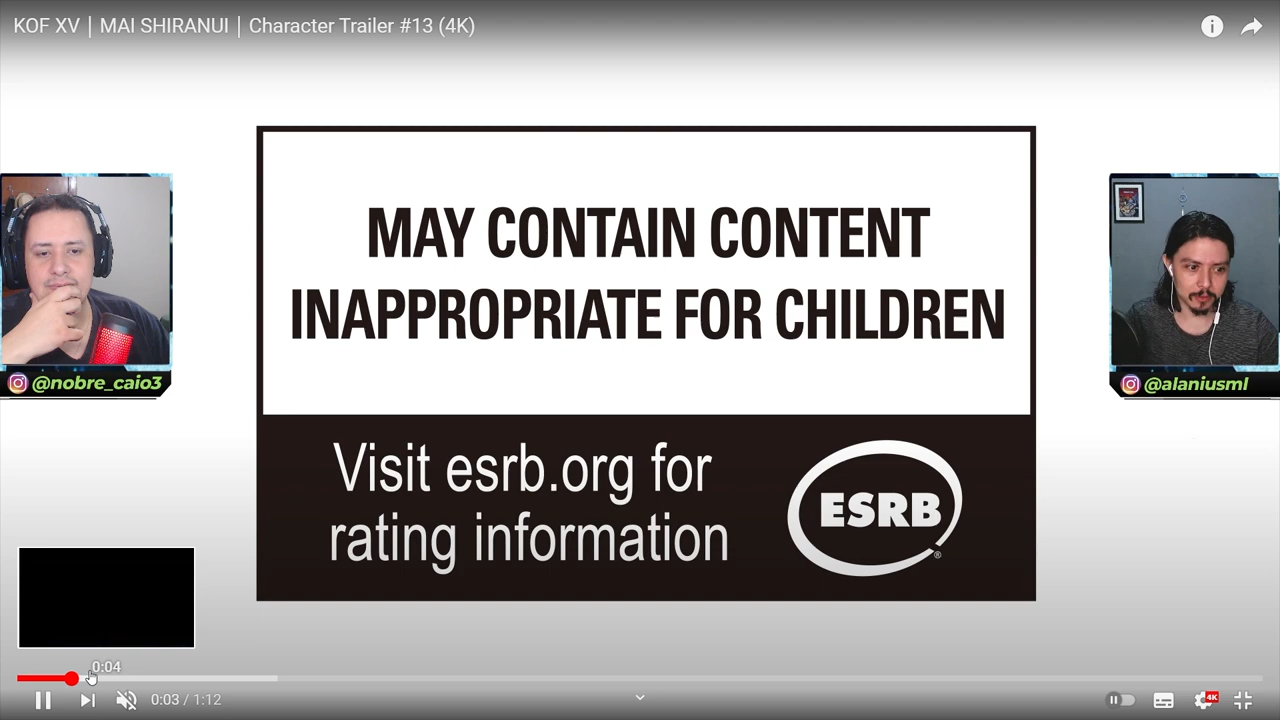 KOF XV | MAI SHIRANUI | Character Trailer #13 (4K)
MAY CONTAIN CONTENT
INAPPROPRIATE FOR CHILDREN
@nobre_caio3
@alaniusml
Visit esrb.org for
rating information
ESRB
®
0:04
0:03 / 1:12
4K